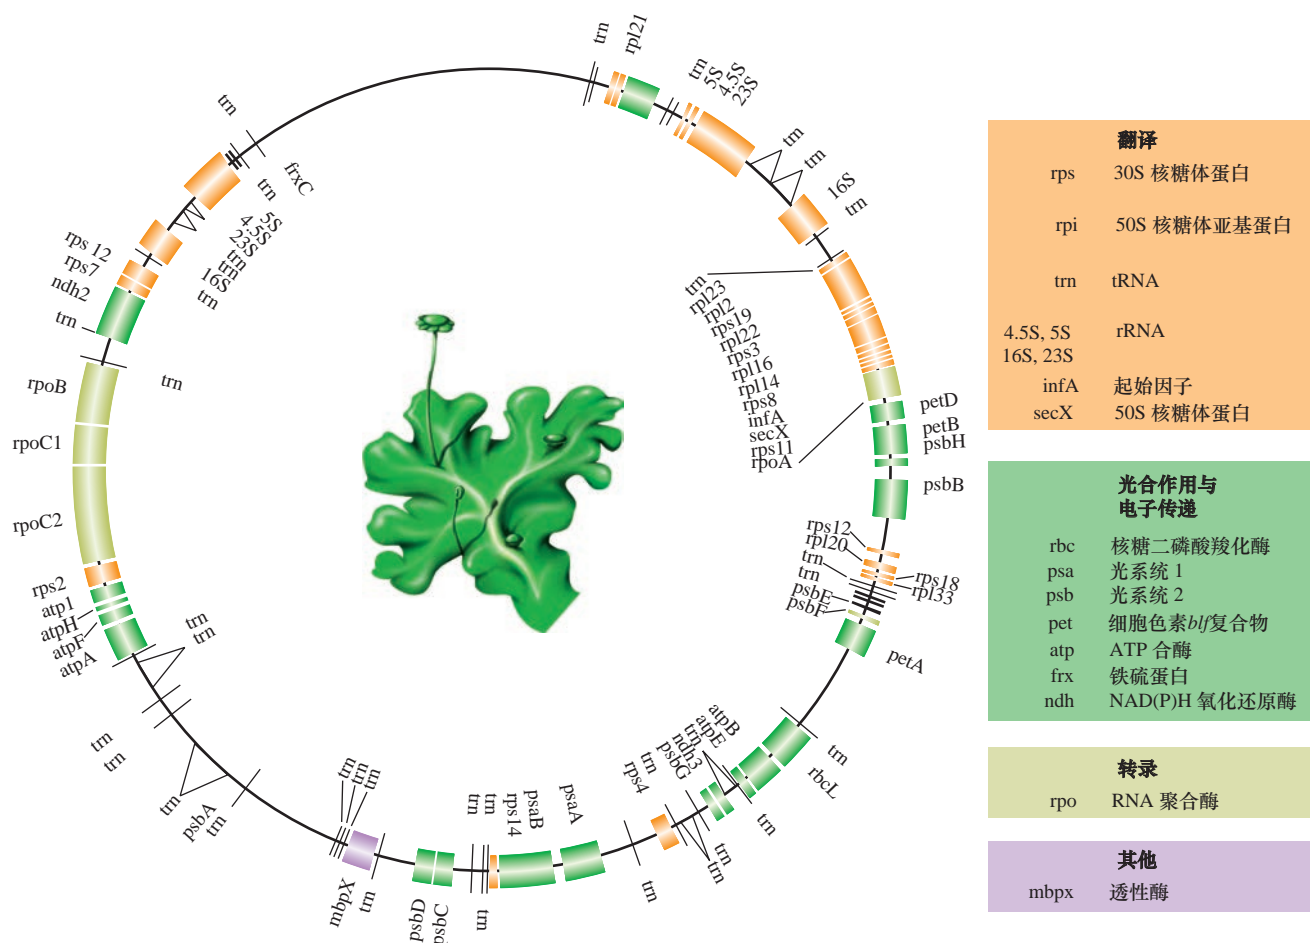 trn
rpl21
trn
5S
4.5S
23S
trn
trn
16S
trn
trn
rpl23
rpl2
rps19
rpl22
rps3
rpl16
rpl14
rps8
infA
secX
rps11
rpoA
petD
petB
psbH
psbB
rps12
rpl20
trn
trn
psbE
psbF
rps18
rpl33
petA
trn
rbcL
atpB
atpE
trn
ndh3
psbG
trn
trn
trn
trn
rps4
trn
psaA
psaB
rps14
trn
trn
trn
psbC
psbD
trn
mbpX
trn
trn
trn
trn
psbA
trn
trn
trn
trn
trn
atpA
atpF
atpH
atp1
rps2
rpoC2
rpoC1
rpoB
trn
trn
ndh2
rps7
rps 12
trn
frxC
trn
5S
4.5S
23S
trn
trn
16S
trn
翻译
rps 30S 核糖体蛋白
rpi 50S 核糖体亚基蛋白
trn tRNA
4.5S, 5S rRNA
16S, 23S
infA 起始因子
secX 50S 核糖体蛋白
光合作用与
电子传递
rbc 核糖二磷酸羧化酶
psa 光系统 1
psb 光系统 2
pet 细胞色素blf复合物
atp ATP 合酶
frx 铁硫蛋白
ndh NAD(P)H 氧化还原酶
转录
rpo RNA 聚合酶
其他
mbpx 透性酶